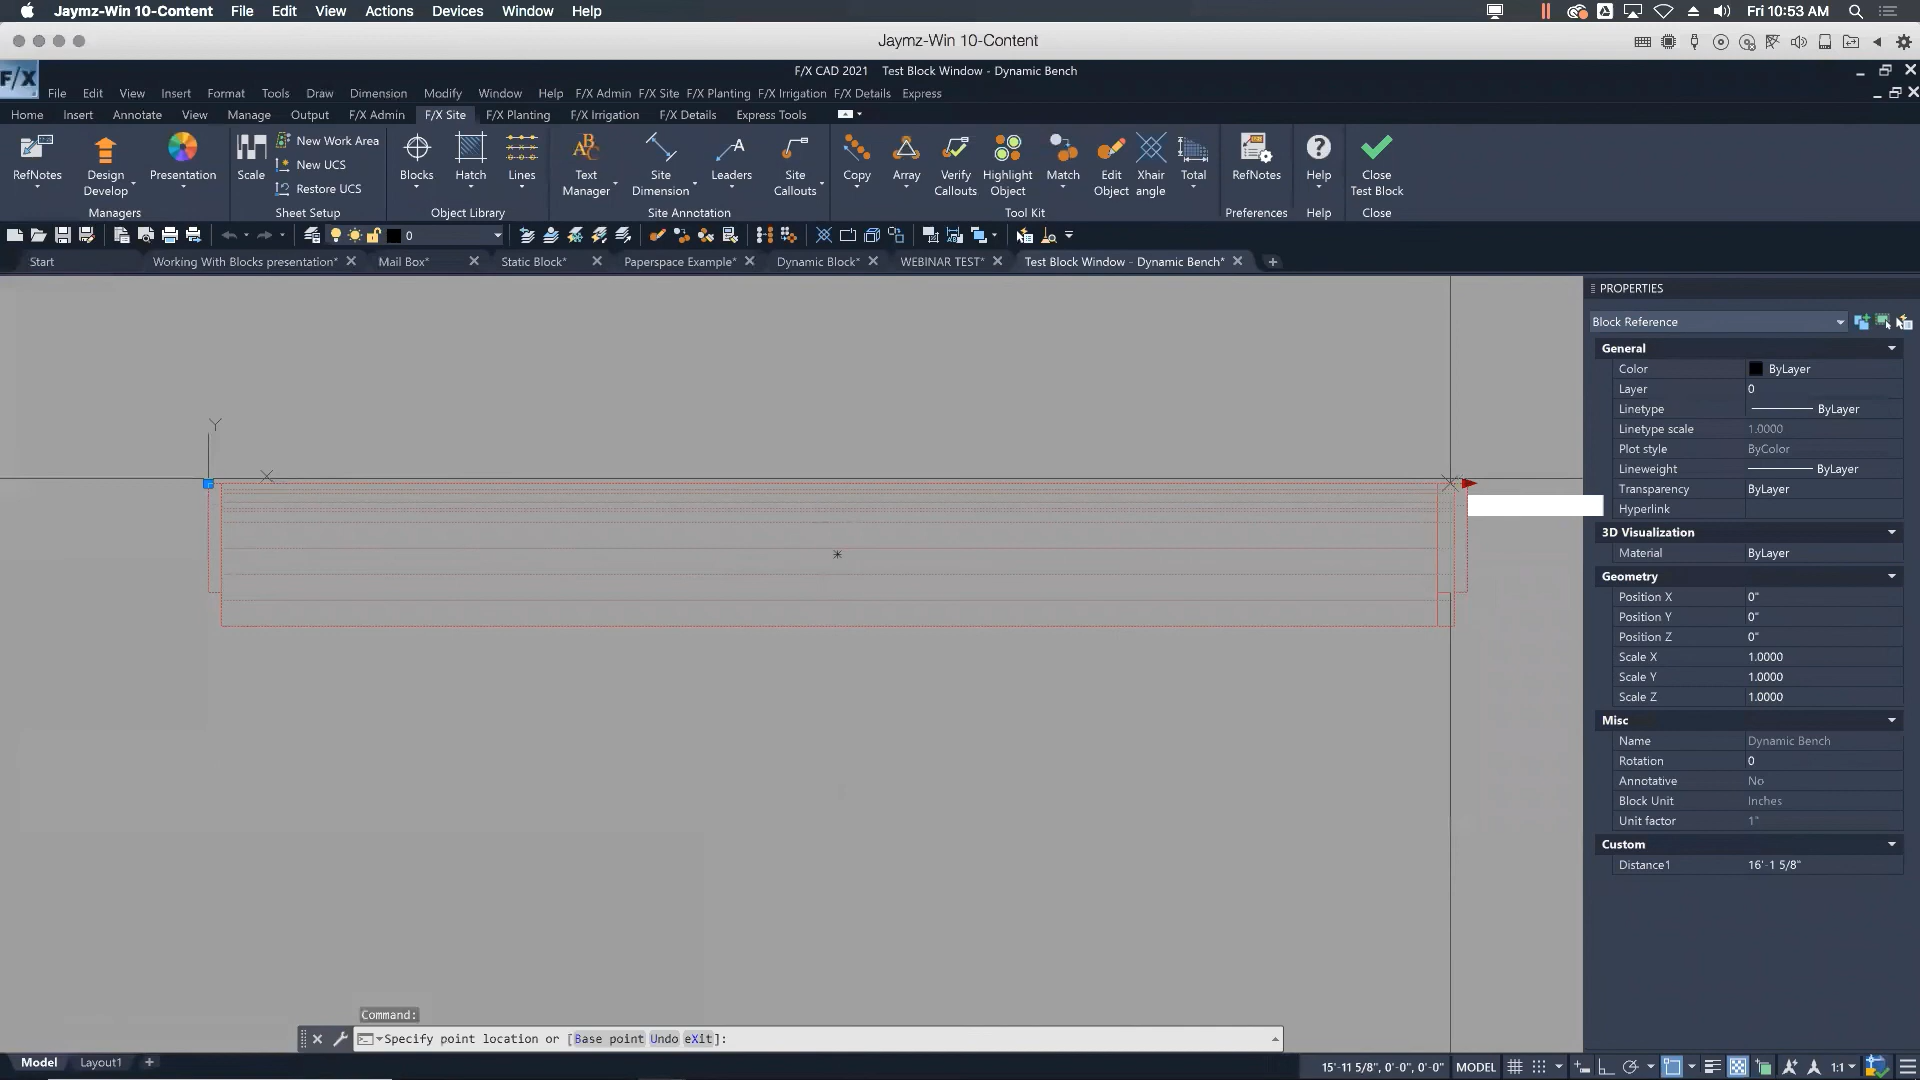 Jaymz-Win 10-Content File Edit View Actions Devices Window Help Fri 10:53 AM
Jaymz-Win 10-Content
F/X
F/X CAD 2021 Test Block Window - Dynamic Bench
File Edit View Insert Format Tools Draw Dimension Modify Window Help F/X Admin F/X Site F/X Planting F/X Irrigation F/X Details Express
Home Insert Annotate View Manage Output F/X Admin F/X Site F/X Planting F/X Irrigation F/X Details Express Tools
RefNotes
Design Develop
Presentation
Managers
Scale
New Work Area
New UCS
Restore UCS
Sheet Setup
Blocks
Hatch
Lines
Object Library
Text Manager
Site Dimension
Leaders
Site Callouts
Site Annotation
Copy
Array
Verify Callouts
Highlight Object
Match
Edit Object
Xhair angle
Total
Tool Kit
RefNotes
Preferences
Help
Help
Close Test Block
Close
0
Start
Working With Blocks presentation*
Mail Box*
Static Block*
Paperspace Example*
Dynamic Block*
WEBINAR TEST*
Test Block Window - Dynamic Bench*
Y
PROPERTIES
Block Reference
General
Color ByLayer
Layer 0
Linetype ByLayer
Linetype scale 1.0000
Plot style ByColor
Lineweight ByLayer
Transparency ByLayer
Hyperlink
3D Visualization
Material ByLayer
Geometry
Position X 0"
Position Y 0"
Position Z 0"
Scale X 1.0000
Scale Y 1.0000
Scale Z 1.0000
Misc
Name Dynamic Bench
Rotation 0
Annotative No
Block Unit Inches
Unit factor 1"
Custom
Distance1 16'-1 5/8"
Command:
Specify point location or [Base point Undo eXit]:
Model Layout1
15'-11 5/8", 0'-0", 0'-0" MODEL 1:1